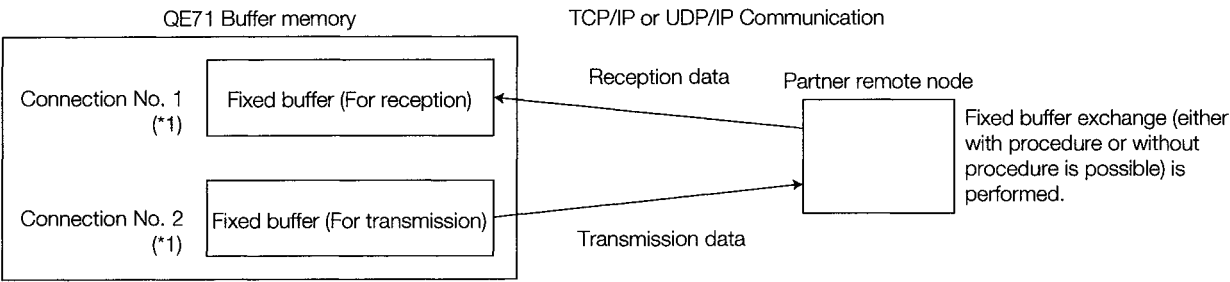 QE71 Buffer memory
TCP/IP or UDP/IP Communication
Connection No. 1
(*1)
Fixed buffer (For reception)
Reception data
Partner remote node
Fixed buffer exchange (either
with procedure or without
procedure is possible) is
performed.
Connection No. 2
(*1)
Fixed buffer (For transmission)
Transmission data